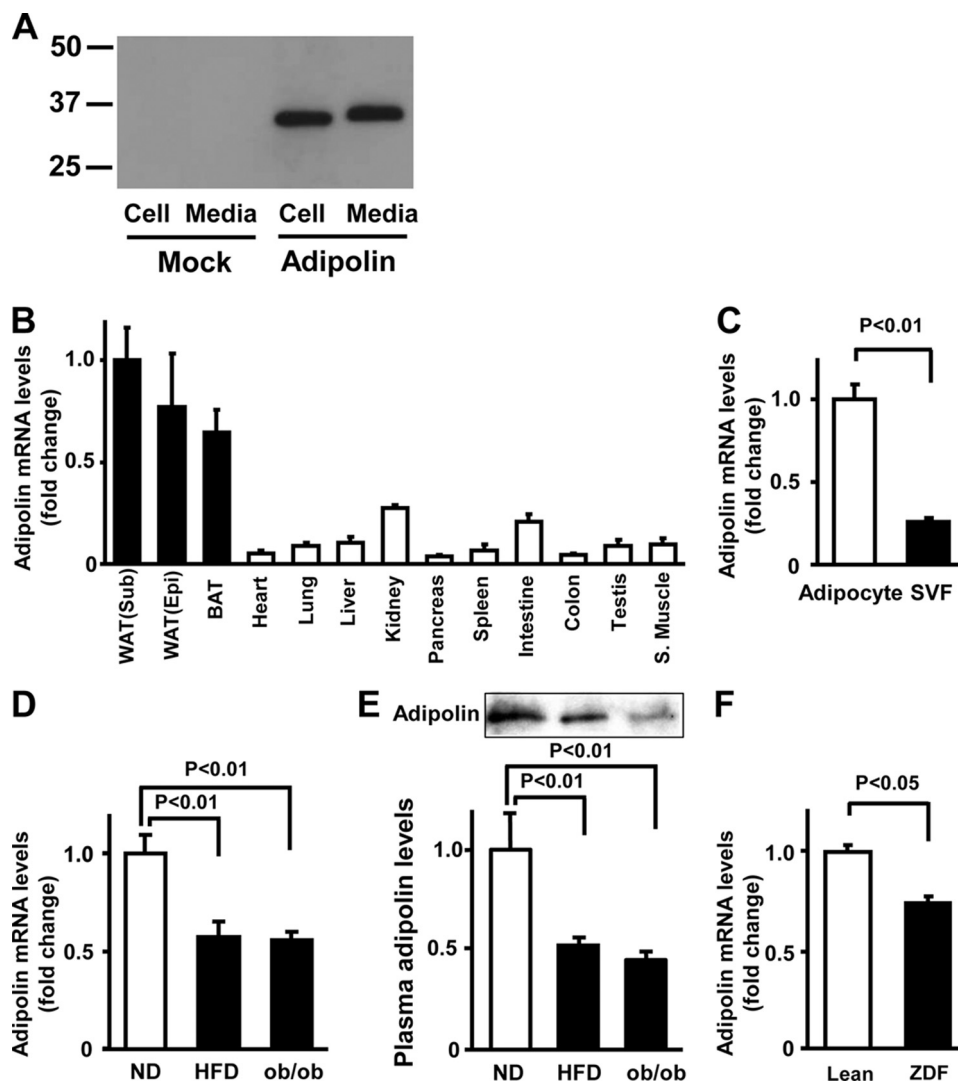 A
50
37
25
Cell Media Cell Media
Mock Adipolin
B
Adipolin mRNA levels
(fold change)
1.0
0.5
0
WAT(Sub)
WAT(Epi)
BAT
Heart
Lung
Liver
Kidney
Pancreas
Spleen
Intestine
Colon
Testis
S. Muscle
C
P<0.01
Adipolin mRNA levels
(fold change)
1.0
0.5
0
Adipocyte SVF
D
P<0.01
P<0.01
Adipolin mRNA levels
(fold change)
1.0
0.5
0
ND HFD ob/ob
E
Adipolin
P<0.01
P<0.01
Plasma adipolin levels
1.0
0.5
0
ND HFD ob/ob
F
P<0.05
Adipolin mRNA levels
(fold change)
1.0
0.5
0
Lean ZDF